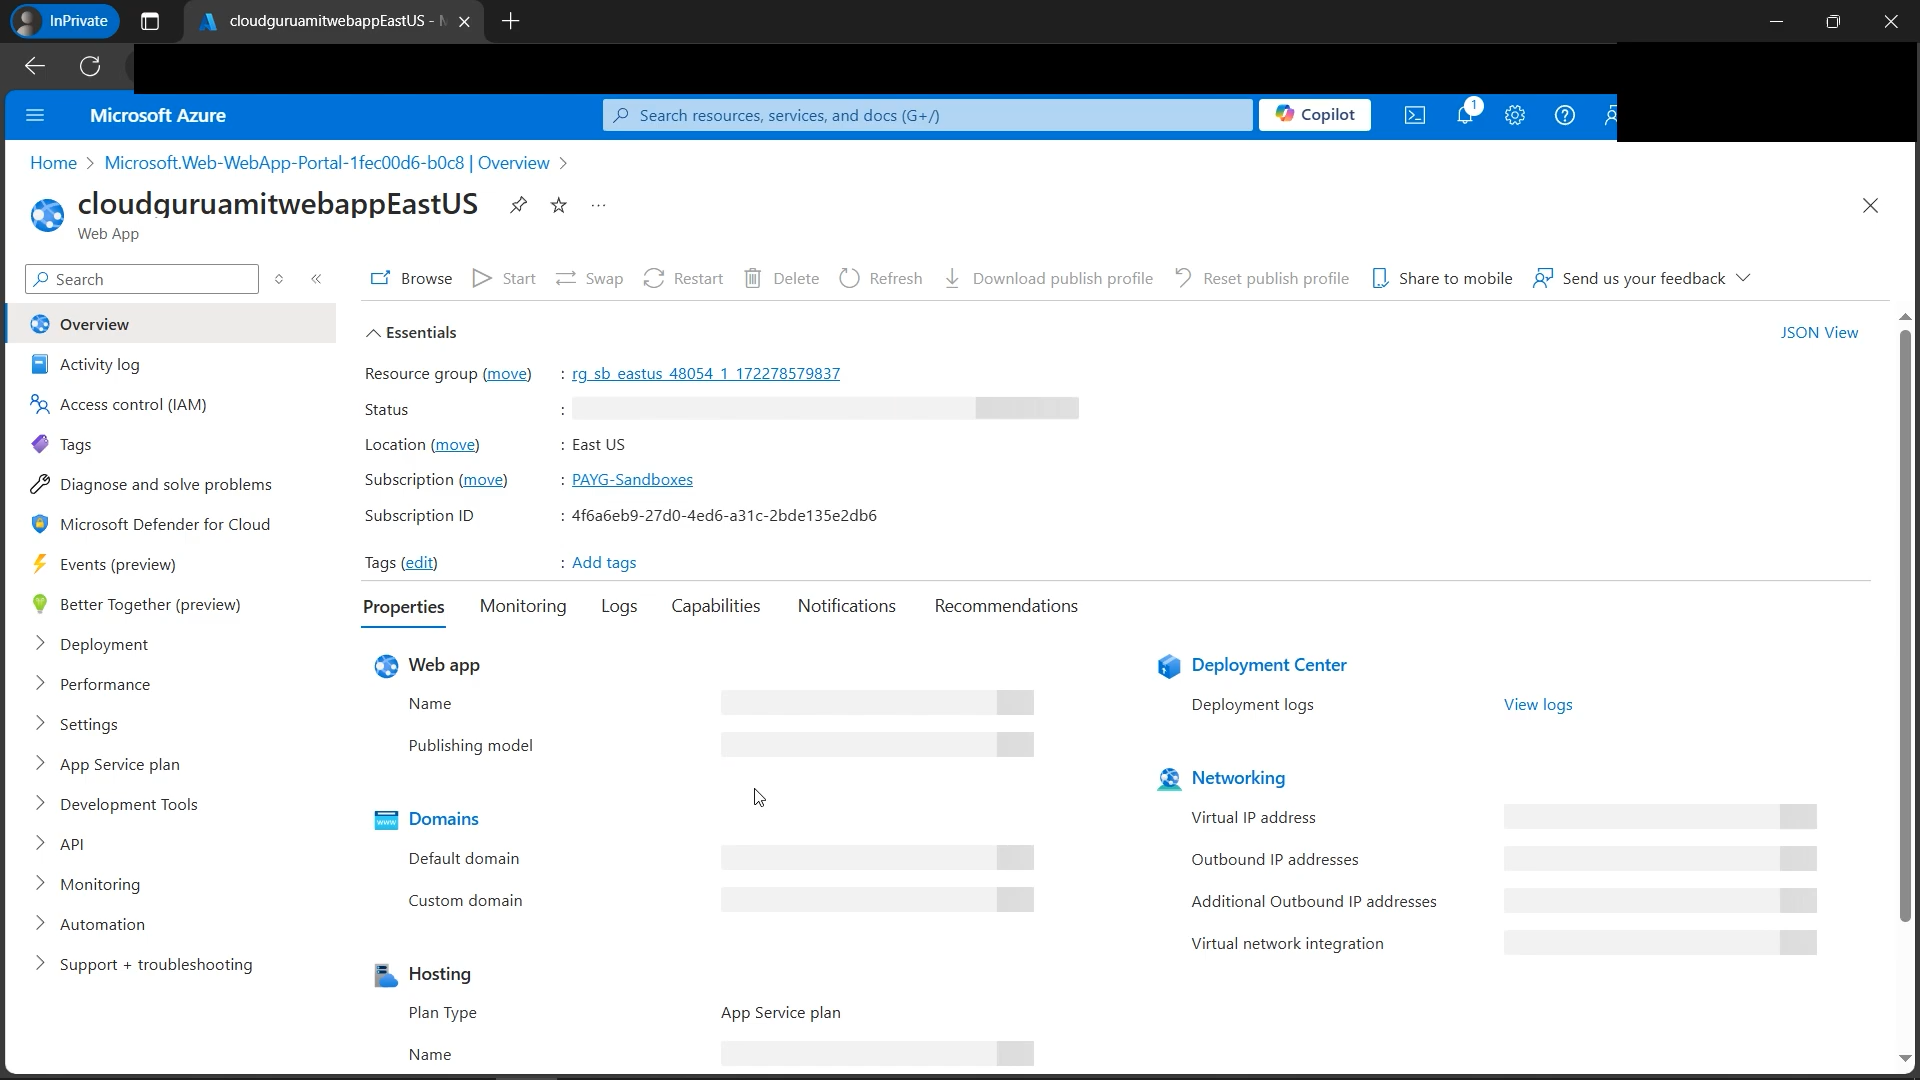 InPrivate
cloudguruamitwebappEastUS -
Microsoft Azure
Search resources, services, and docs (G+/)
Copilot
1
Home > Microsoft.Web-WebApp-Portal-1fec00d6-b0c8 | Overview >
cloudguruamitwebappEastUS
Web App
Search
Browse Start Swap Restart Delete Refresh Download publish profile Reset publish profile Share to mobile Send us your feedback
Overview
Activity log
Access control (IAM)
Tags
Diagnose and solve problems
Microsoft Defender for Cloud
Events (preview)
Better Together (preview)
Deployment
Performance
Settings
App Service plan
Development Tools
API
Monitoring
Automation
Support + troubleshooting
Essentials
JSON View
Resource group (move) : rg_sb_eastus_48054_1_172278579837
Status :
Location (move) : East US
Subscription (move) : PAYG-Sandboxes
Subscription ID : 4f6a6eb9-27d0-4ed6-a31c-2bde135e2db6
Tags (edit) : Add tags
Properties Monitoring Logs Capabilities Notifications Recommendations
Web app
Name
Publishing model
Domains
Default domain
Custom domain
Hosting
Plan Type App Service plan
Name
Deployment Center
Deployment logs View logs
Networking
Virtual IP address
Outbound IP addresses
Additional Outbound IP addresses
Virtual network integration